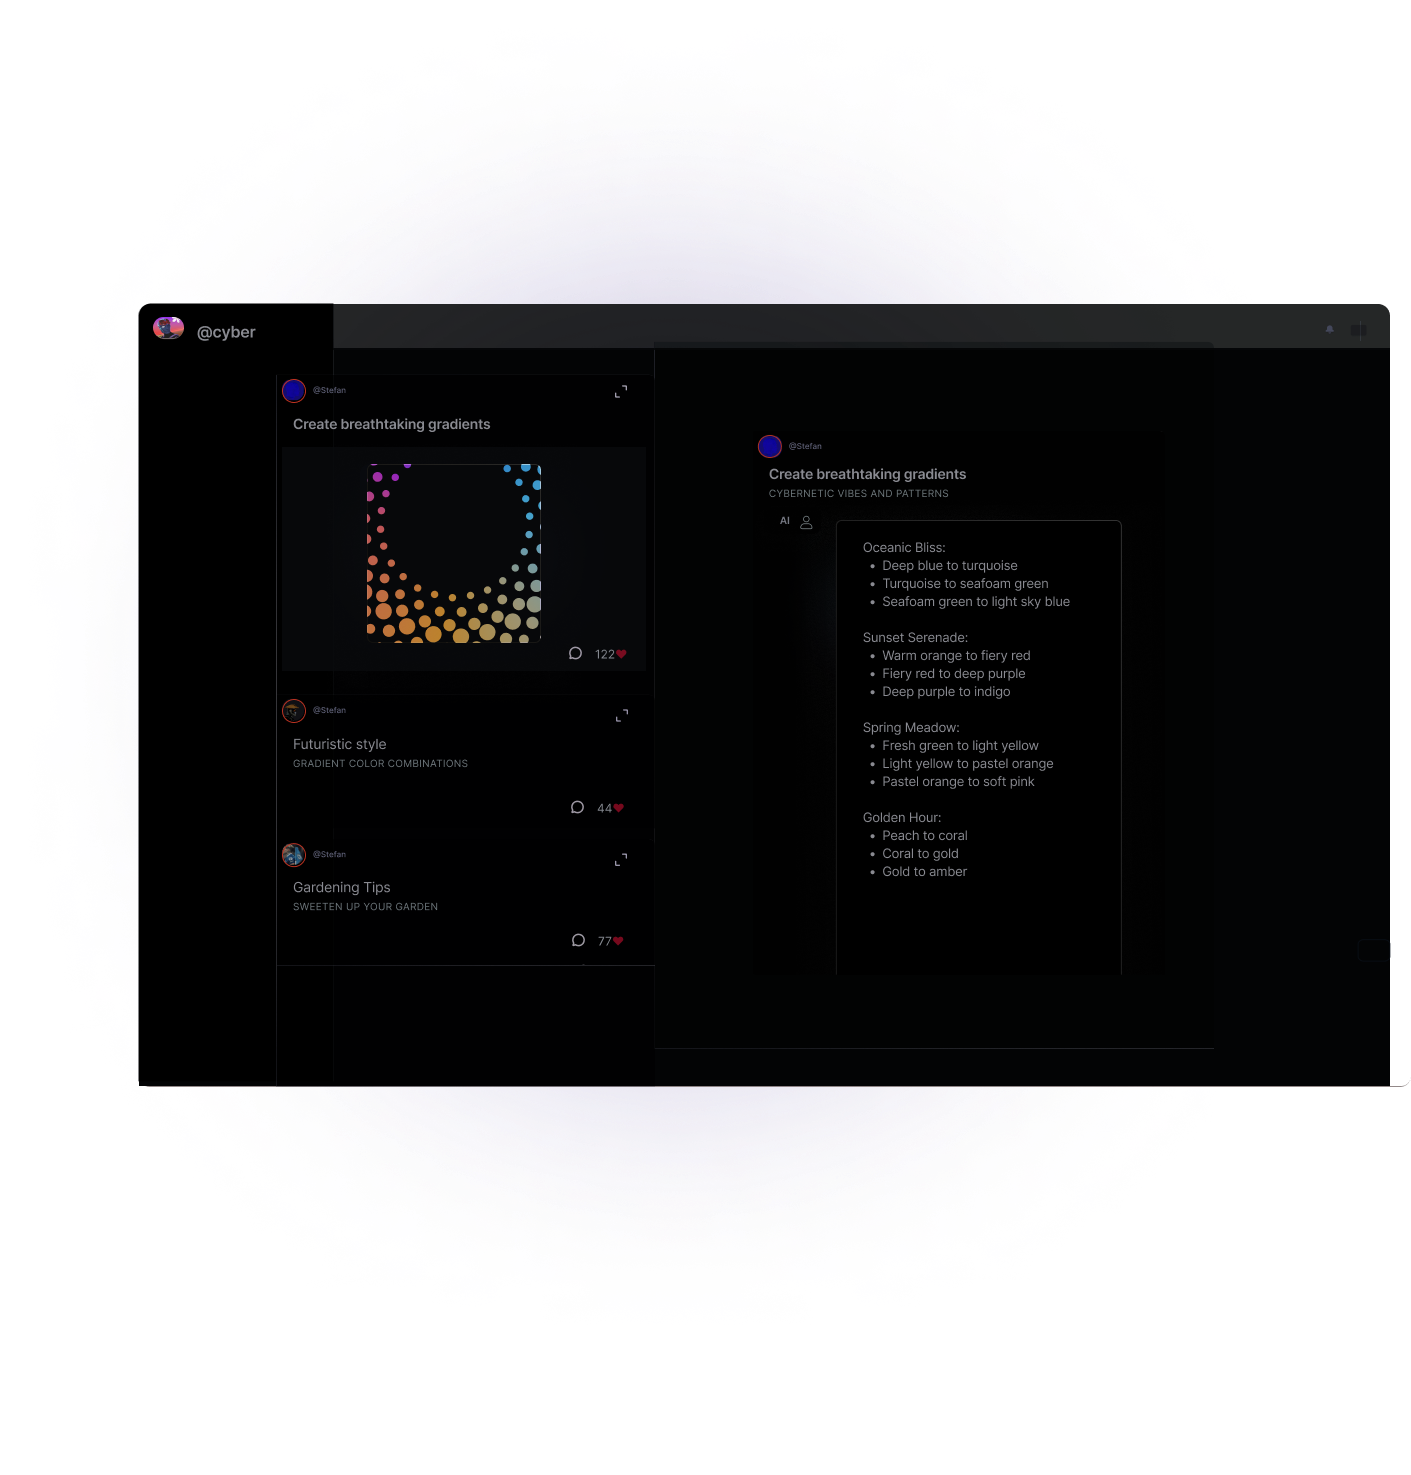 @cyber
@Stefan
Create breathtaking gradients
122
@Stefan
Futuristic style
GRADIENT COLOR COMBINATIONS
44
@Stefan
Gardening Tips
SWEETEN UP YOUR GARDEN
77
@Stefan
Create breathtaking gradients
CYBERNETIC VIBES AND PATTERNS
AI
Oceanic Bliss:
• Deep blue to turquoise
• Turquoise to seafoam green
• Seafoam green to light sky blue
Sunset Serenade:
• Warm orange to fiery red
• Fiery red to deep purple
• Deep purple to indigo
Spring Meadow:
• Fresh green to light yellow
• Light yellow to pastel orange
• Pastel orange to soft pink
Golden Hour:
• Peach to coral
• Coral to gold
• Gold to amber